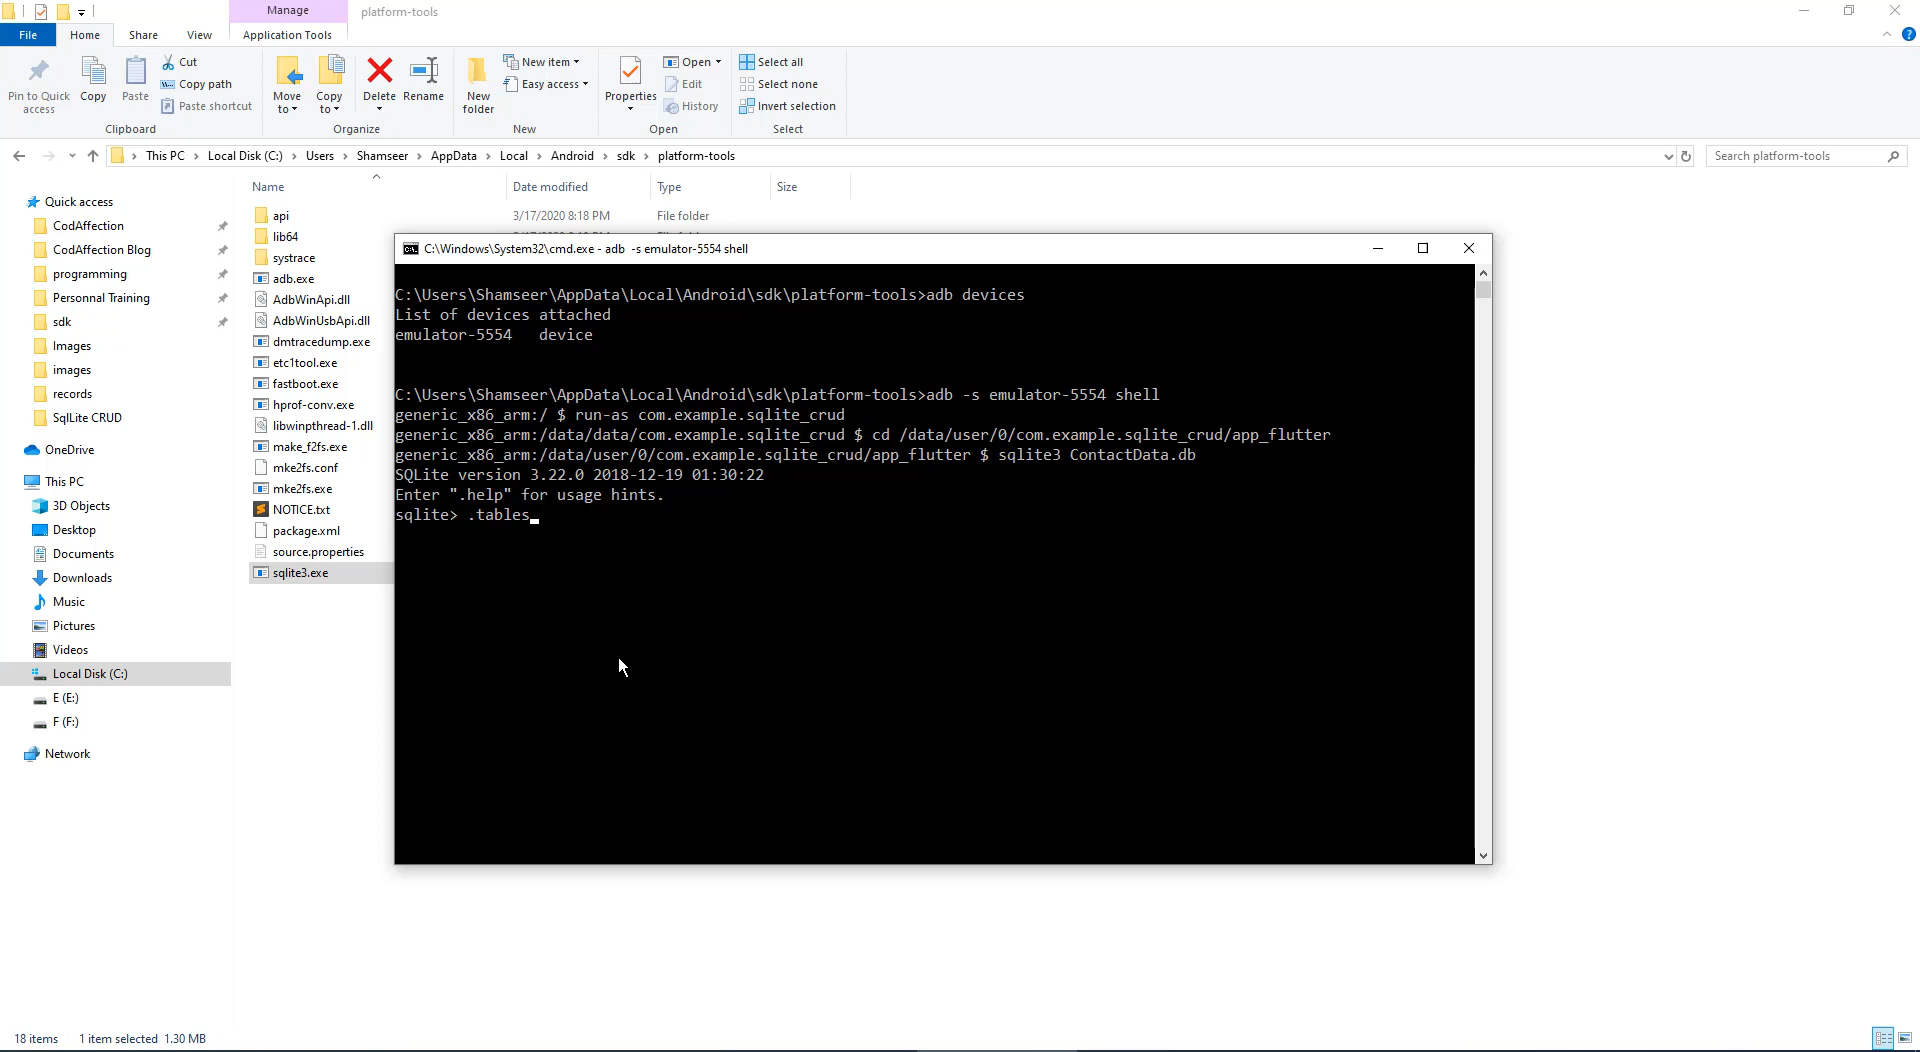 Manage
platform-tools
File
Home
Share
View
Application Tools
Pin to Quick access
Copy
Paste
Cut
Copy path
Paste shortcut
Clipboard
Move to
Copy to
Delete
Rename
Organize
New folder
New item
Easy access
New
Properties
Open
Edit
History
Open
Select all
Select none
Invert selection
Select
This PC > Local Disk (C:) > Users > Shamseer > AppData > Local > Android > sdk > platform-tools
Search platform-tools
Name
Date modified
Type
Size
Quick access
CodAffection
CodAffection Blog
programming
Personnal Training
sdk
Images
images
records
SqlLite CRUD
OneDrive
This PC
3D Objects
Desktop
Documents
Downloads
Music
Pictures
Videos
Local Disk (C:)
E (E:)
F (F:)
Network
api
3/17/2020 8:18 PM
File folder
lib64
systrace
adb.exe
AdbWinApi.dll
AdbWinUsbApi.dll
dmtracedump.exe
etc1tool.exe
fastboot.exe
hprof-conv.exe
libwinpthread-1.dll
make_f2fs.exe
mke2fs.conf
mke2fs.exe
NOTICE.txt
package.xml
source.properties
sqlite3.exe
C:\Windows\System32\cmd.exe - adb -s emulator-5554 shell
C:\Users\Shamseer\AppData\Local\Android\sdk\platform-tools>adb devices
List of devices attached
emulator-5554 device
C:\Users\Shamseer\AppData\Local\Android\sdk\platform-tools>adb -s emulator-5554 shell
generic_x86_arm:/ $ run-as com.example.sqlite_crud
generic_x86_arm:/data/data/com.example.sqlite_crud $ cd /data/user/0/com.example.sqlite_crud/app_flutter
generic_x86_arm:/data/user/0/com.example.sqlite_crud/app_flutter $ sqlite3 ContactData.db
SQLite version 3.22.0 2018-12-19 01:30:22
Enter ".help" for usage hints.
sqlite> .tables
18 items
1 item selected 1.30 MB